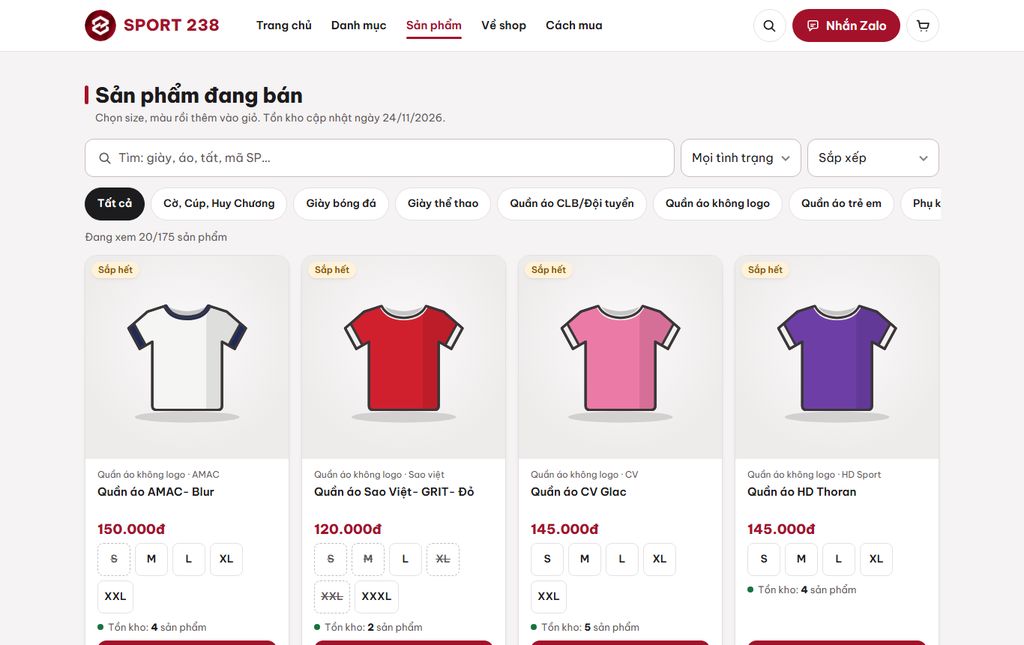 SPORT 238
Trang chủ Danh mục Sản phẩm Về shop Cách mua
Nhắn Zalo
Sản phẩm đang bán
Chọn size, màu rồi thêm vào giỏ. Tồn kho cập nhật ngày 24/11/2026.
Tìm: giày, áo, tất, mã SP...
Mọi tình trạng
Sắp xếp
Tất cả Cờ, Cúp, Huy Chương Giày bóng đá Giày thể thao Quần áo CLB/Đội tuyển Quần áo không logo Quần áo trẻ em Phụ k
Đang xem 20/175 sản phẩm
Sắp hết
Quần áo không logo · AMAC
Quần áo AMAC- Blur
150.000đ
S M L XL
XXL
Tồn kho: 4 sản phẩm
Sắp hết
Quần áo không logo · Sao việt
Quần áo Sao Việt- GRIT- Đỏ
120.000đ
S M L XL
XXL XXXL
Tồn kho: 2 sản phẩm
Sắp hết
Quần áo không logo · CV
Quần áo CV Glac
145.000đ
S M L XL
XXL
Tồn kho: 5 sản phẩm
Sắp hết
Quần áo không logo · HD Sport
Quần áo HD Thoran
145.000đ
S M L XL
Tồn kho: 4 sản phẩm